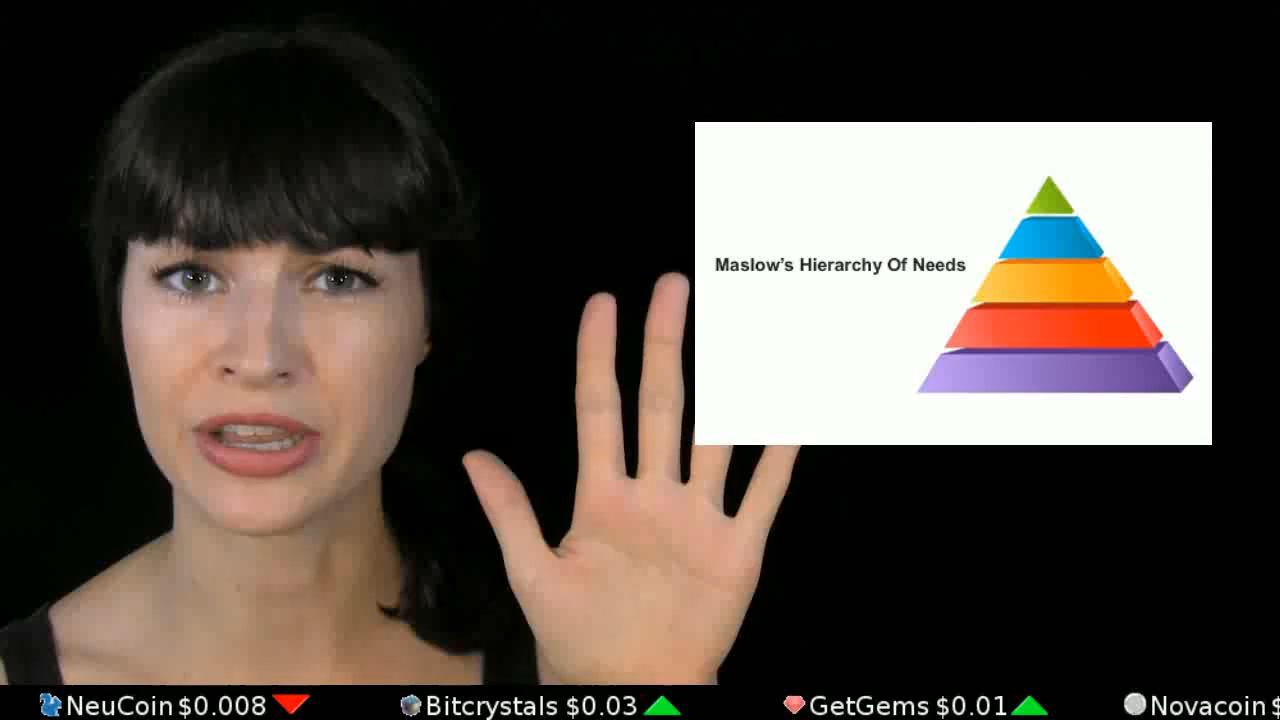 Maslow's Hierarchy Of Needs
NeuCoin $0.008 Bitcrystals $0.03 GetGems $0.01 Novacoin $